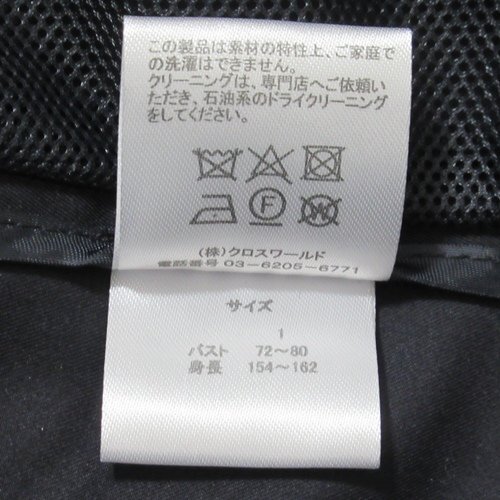 この製品は素材の特性上、ご家庭で
の洗濯はできません。
クリーニングは、専門店へご依頼い
ただき、石油系のドライクリーニング
をしてください。
F
W
(株)クロスワールド
電話番号 03-6205-6771
サイズ
1
バスト 72～80
身長 154～162